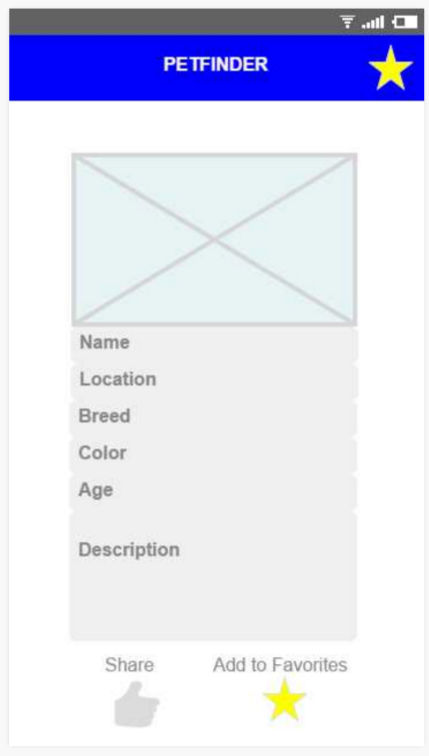 PETFINDER
Name
Location
Breed
Color
Age
Description
Share Add to Favorites